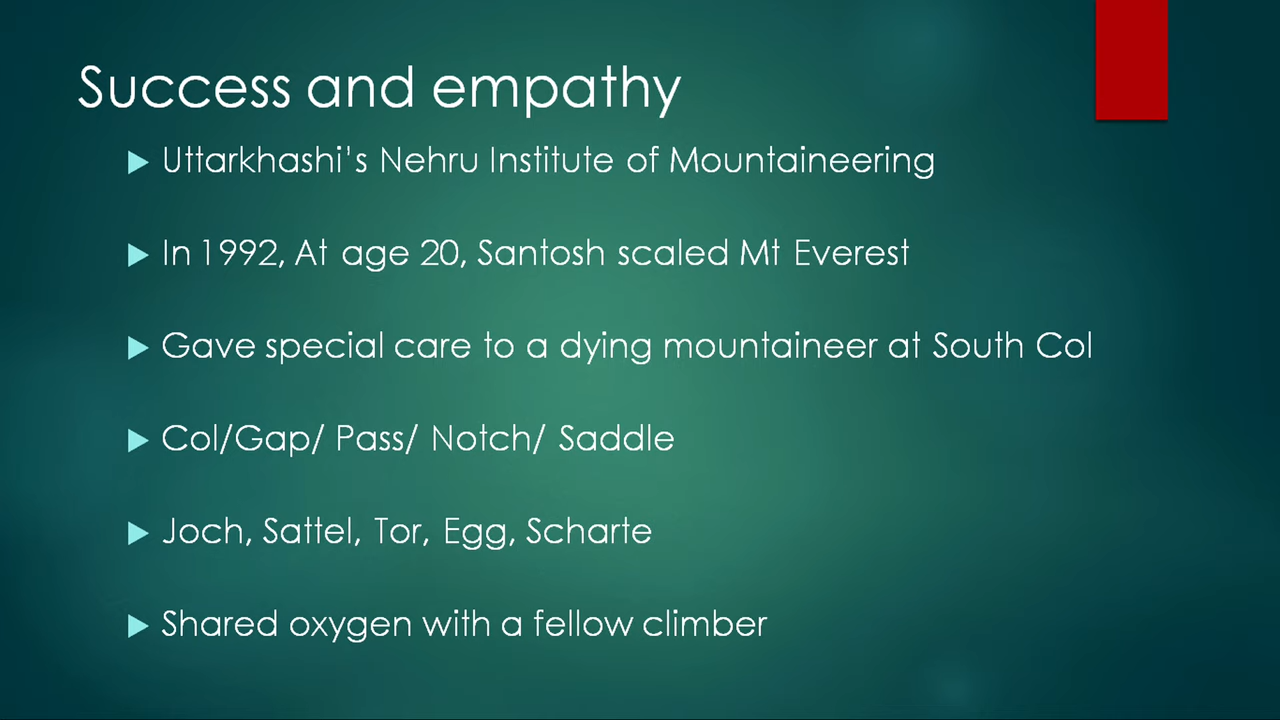 Success and empathy
Uttarkhashi's Nehru Institute of Mountaineering
In 1992, At age 20, Santosh scaled Mt Everest
Gave special care to a dying mountaineer at South Col
Col/Gap/ Pass/ Notch/ Saddle
Joch, Sattel, Tor, Egg, Scharte
Shared oxygen with a fellow climber